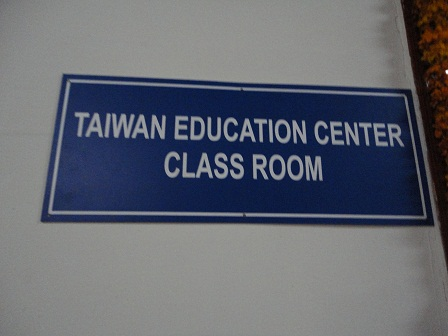 TAIWAN EDUCATION CENTER
CLASS ROOM